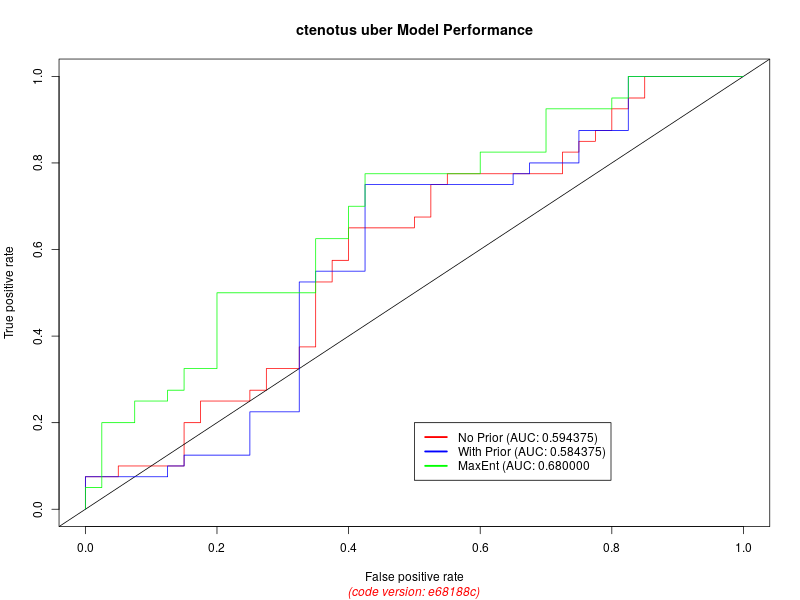 ctenotus uber Model Performance
True positive rate
1.0
0.8
0.6
0.4
0.2
0.0
No Prior (AUC: 0.594375)
With Prior (AUC: 0.584375)
MaxEnt (AUC: 0.680000
0.0 0.2 0.4 0.6 0.8 1.0
False positive rate
(code version: e68188c)